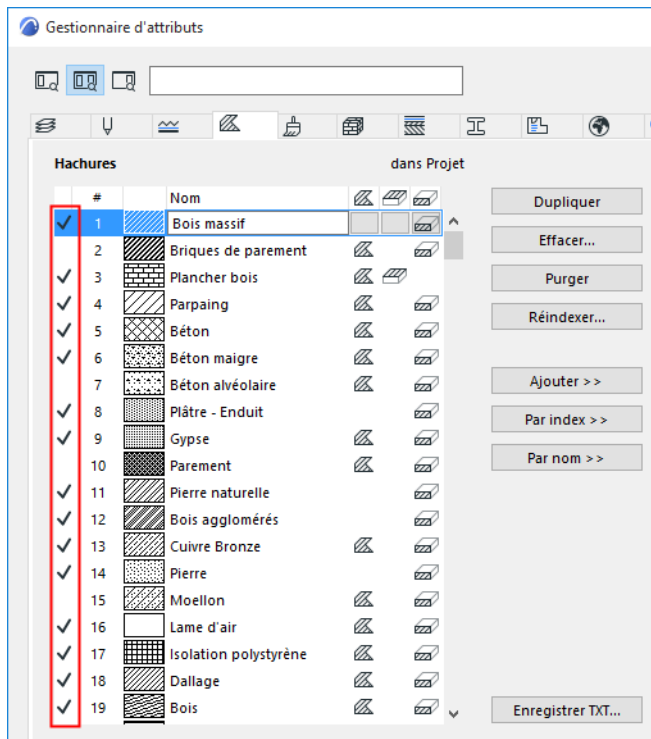 Gestionnaire d'attributs
Hachures dans Projet
# Nom
1 Bois massif
2 Briques de parement
3 Plancher bois
4 Parpaing
5 Béton
6 Béton maigre
7 Béton alvéolaire
8 Plâtre - Enduit
9 Gypse
10 Parement
11 Pierre naturelle
12 Bois agglomérés
13 Cuivre Bronze
14 Pierre
15 Moellon
16 Lame d'air
17 Isolation polystyrène
18 Dallage
19 Bois
Dupliquer
Effacer...
Purger
Réindexer...
Ajouter >>
Par index >>
Par nom >>
Enregistrer TXT...